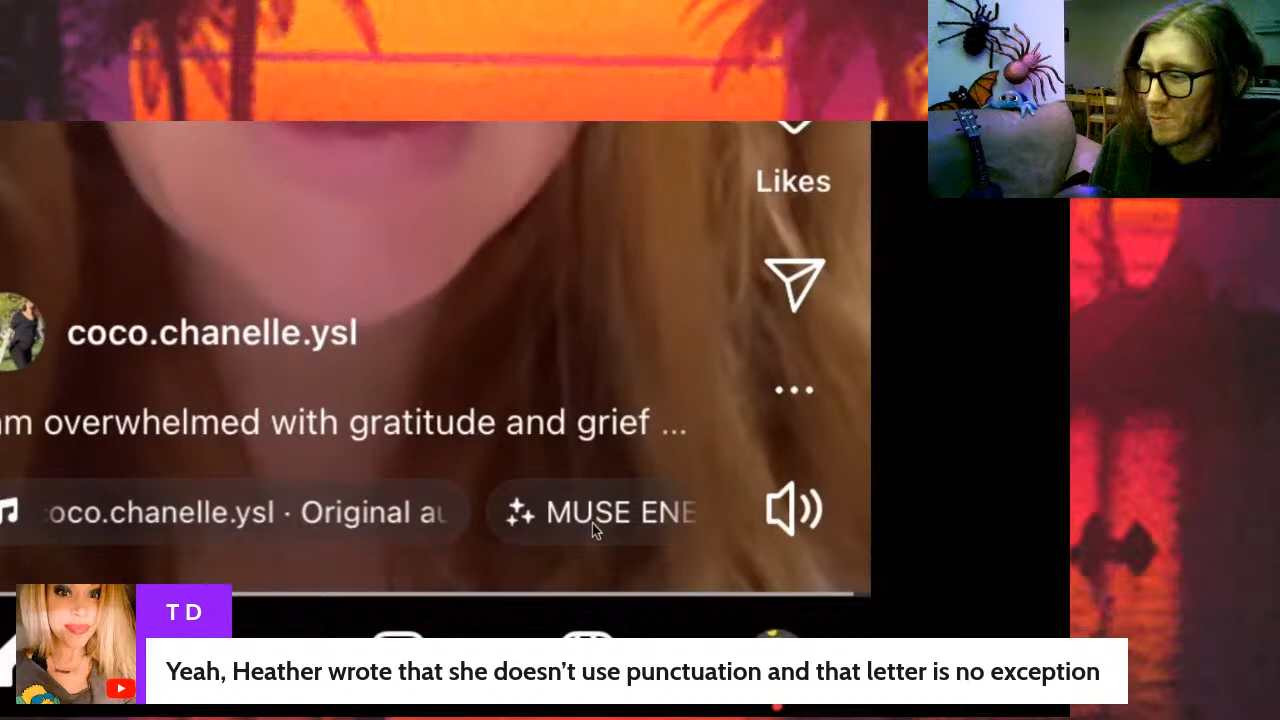 Likes
coco.chanelle.ysl
am overwhelmed with gratitude and grief ...
coco.chanelle.ysl · Original au
MUSE ENE
T D
Yeah, Heather wrote that she doesn't use punctuation and that letter is no exception